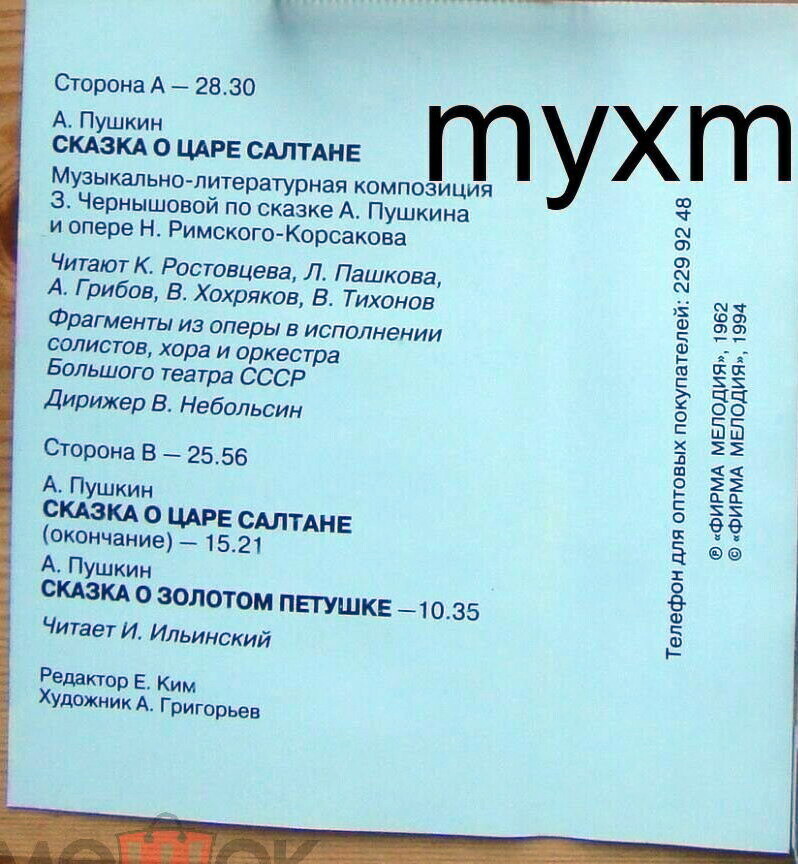 Сторона А — 28.30
А. Пушкин
СКАЗКА О ЦАРЕ САЛТАНЕ
Музыкально-литературная композиция
З. Чернышовой по сказке А. Пушкина
и опере Н. Римского-Корсакова
Читают К. Ростовцева, Л. Пашкова,
А. Грибов, В. Хохряков, В. Тихонов
Фрагменты из оперы в исполнении
солистов, хора и оркестра
Большого театра СССР
Дирижер В. Небольсин
Сторона В — 25.56
А. Пушкин
СКАЗКА О ЦАРЕ САЛТАНЕ
(окончание) — 15.21
А. Пушкин
СКАЗКА О ЗОЛОТОМ ПЕТУШКЕ —10.35
Читает И. Ильинский
Редактор Е. Ким
Художник А. Григорьев
myxm
Телефон для оптовых покупателей: 229 92 48
℗ «ФИРМА МЕЛОДИЯ», 1962
© «ФИРМА МЕЛОДИЯ», 1994
мешок